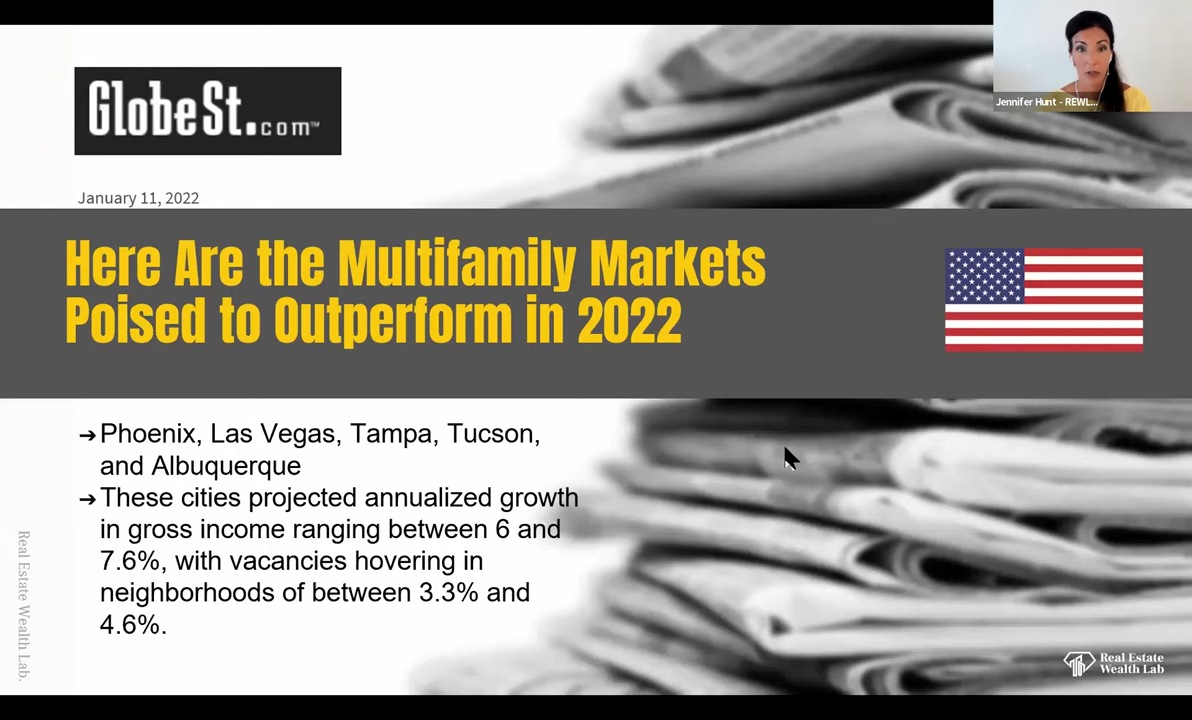 GlobeSt.com™
Jennifer Hunt - REWL...
January 11, 2022
Here Are the Multifamily Markets
Poised to Outperform in 2022
➔Phoenix, Las Vegas, Tampa, Tucson,
and Albuquerque
➔These cities projected annualized growth
in gross income ranging between 6 and
7.6%, with vacancies hovering in
neighborhoods of between 3.3% and
4.6%.
Real Estate Wealth Lab.
Real Estate
Wealth Lab